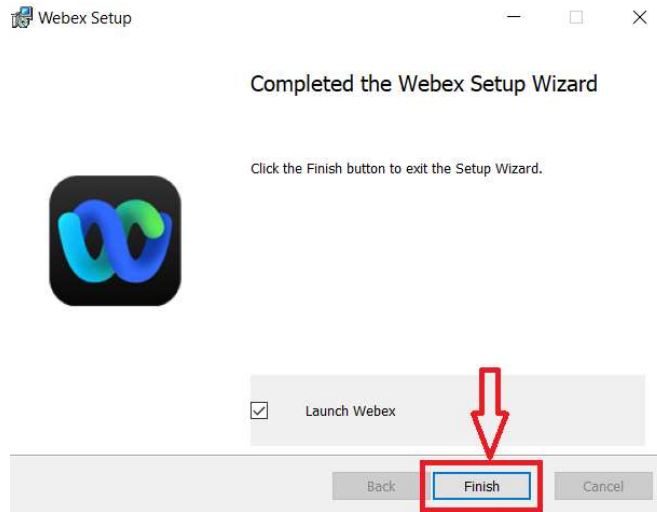 Webex Setup
Completed the Webex Setup Wizard
Click the Finish button to exit the Setup Wizard.
Launch Webex
Back Finish Cancel